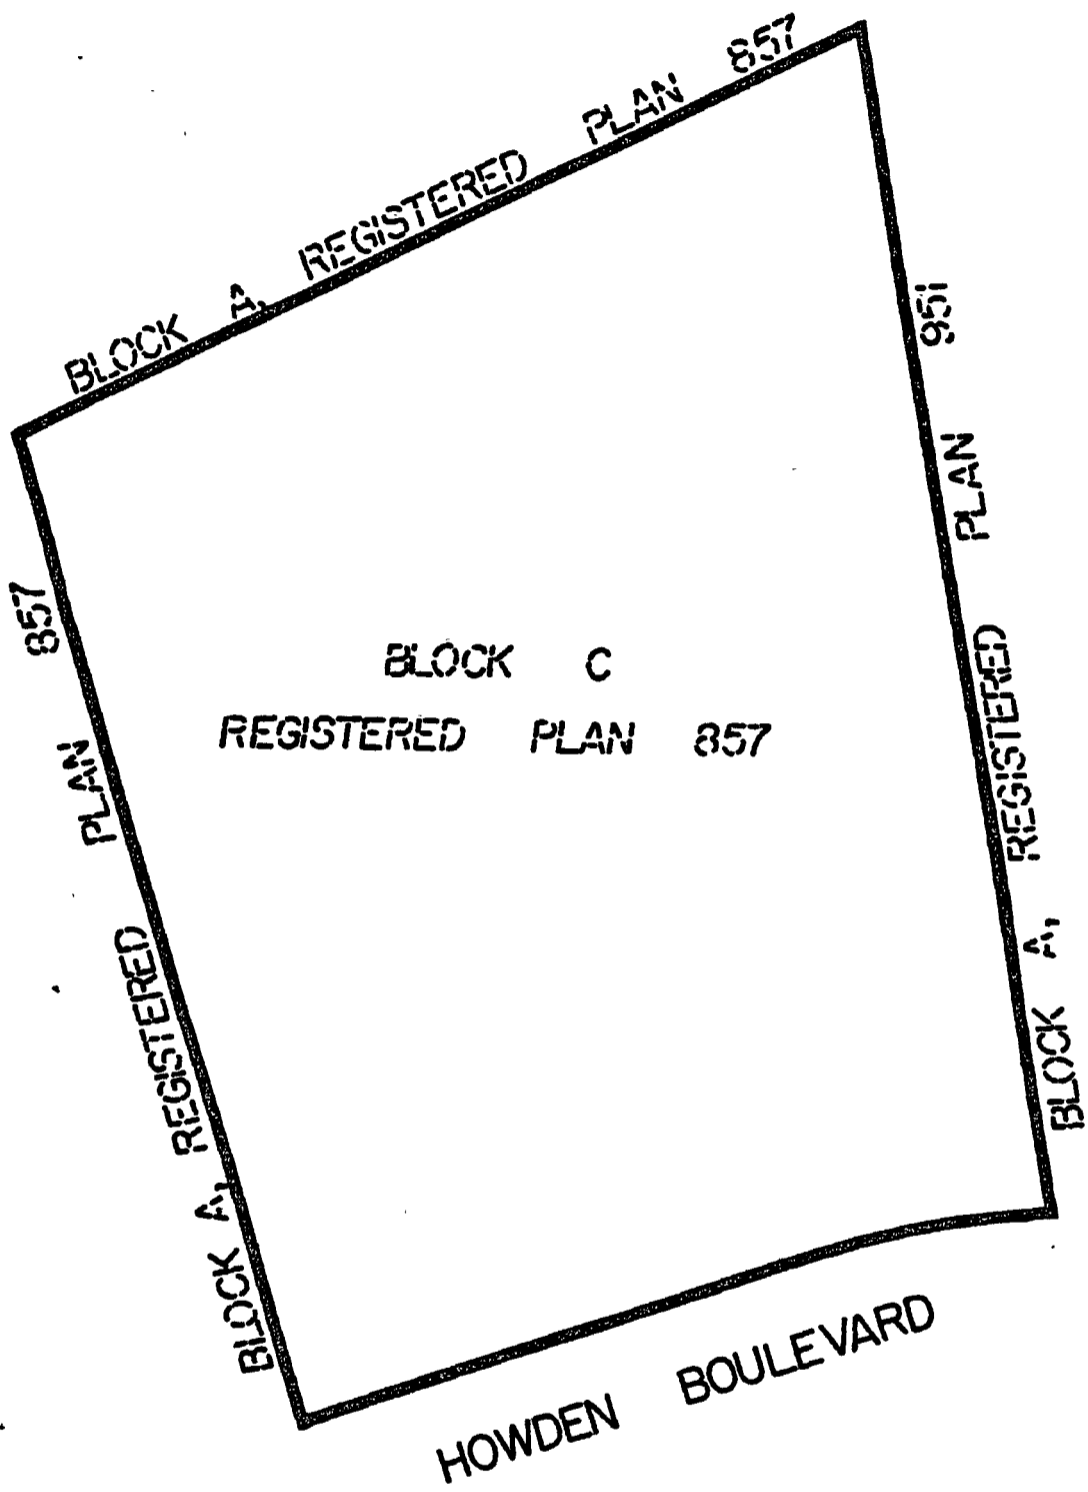 BLOCK A, REGISTERED PLAN 857
BLOCK A, REGISTERED PLAN 951
BLOCK A, REGISTERED PLAN 857
BLOCK C
REGISTERED PLAN 857
HOWDEN BOULEVARD